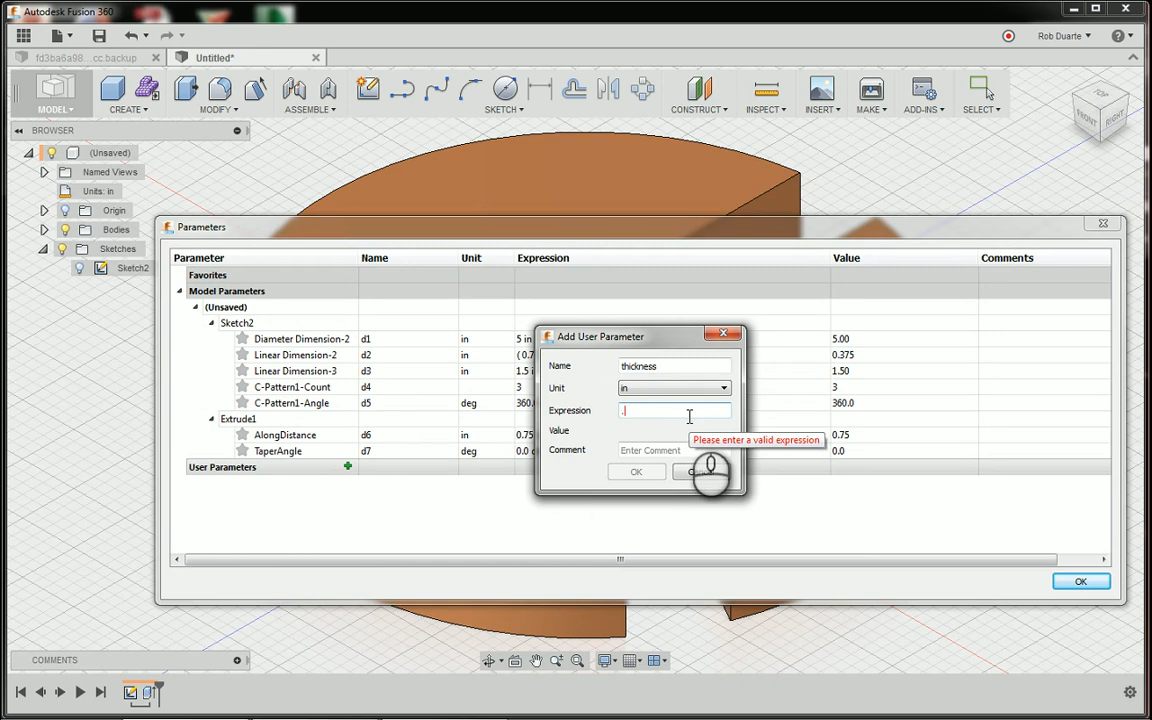 Autodesk Fusion 360
Rob Duarte
fd3ba6a98...cc.backup
Untitled*
MODEL
CREATE
MODIFY
ASSEMBLE
SKETCH
CONSTRUCT
INSPECT
INSERT
MAKE
ADD-INS
SELECT
TOP
FRONT
RIGHT
BROWSER
(Unsaved)
Named Views
Units: in
Origin
Bodies
Sketches
Sketch2
Parameters
Parameter Name Unit Expression Value Comments
Favorites
Model Parameters
(Unsaved)
Sketch2
Diameter Dimension-2 d1 in 5 in 5.00
Linear Dimension-2 d2 in (0.7 0.375
Linear Dimension-3 d3 in 1.5 i 1.50
C-Pattern1-Count d4 3 3
C-Pattern1-Angle d5 deg 360. 360.0
Extrude1
AlongDistance d6 in 0.75 0.75
TaperAngle d7 deg 0.0 0.0
User Parameters
Add User Parameter
Name thickness
Unit in
Expression .
Please enter a valid expression
Value
Comment Enter Comment
OK
OK
COMMENTS